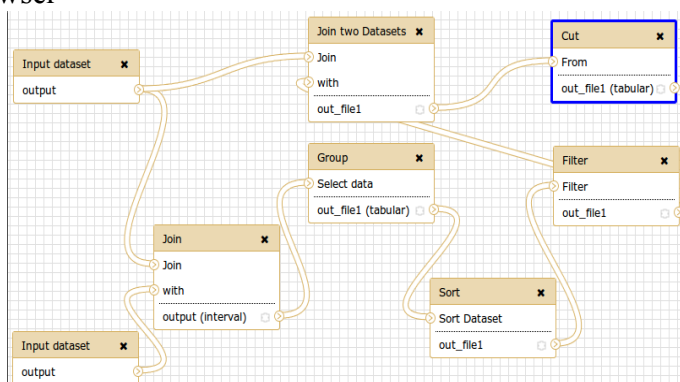 wser
Join two Datasets
Join
with
out_file1
Cut
From
out_file1 (tabular)
Input dataset
output
Group
Select data
out_file1 (tabular)
Filter
Filter
out_file1
Join
Join
with
output (interval)
Sort
Sort Dataset
out_file1
Input dataset
output